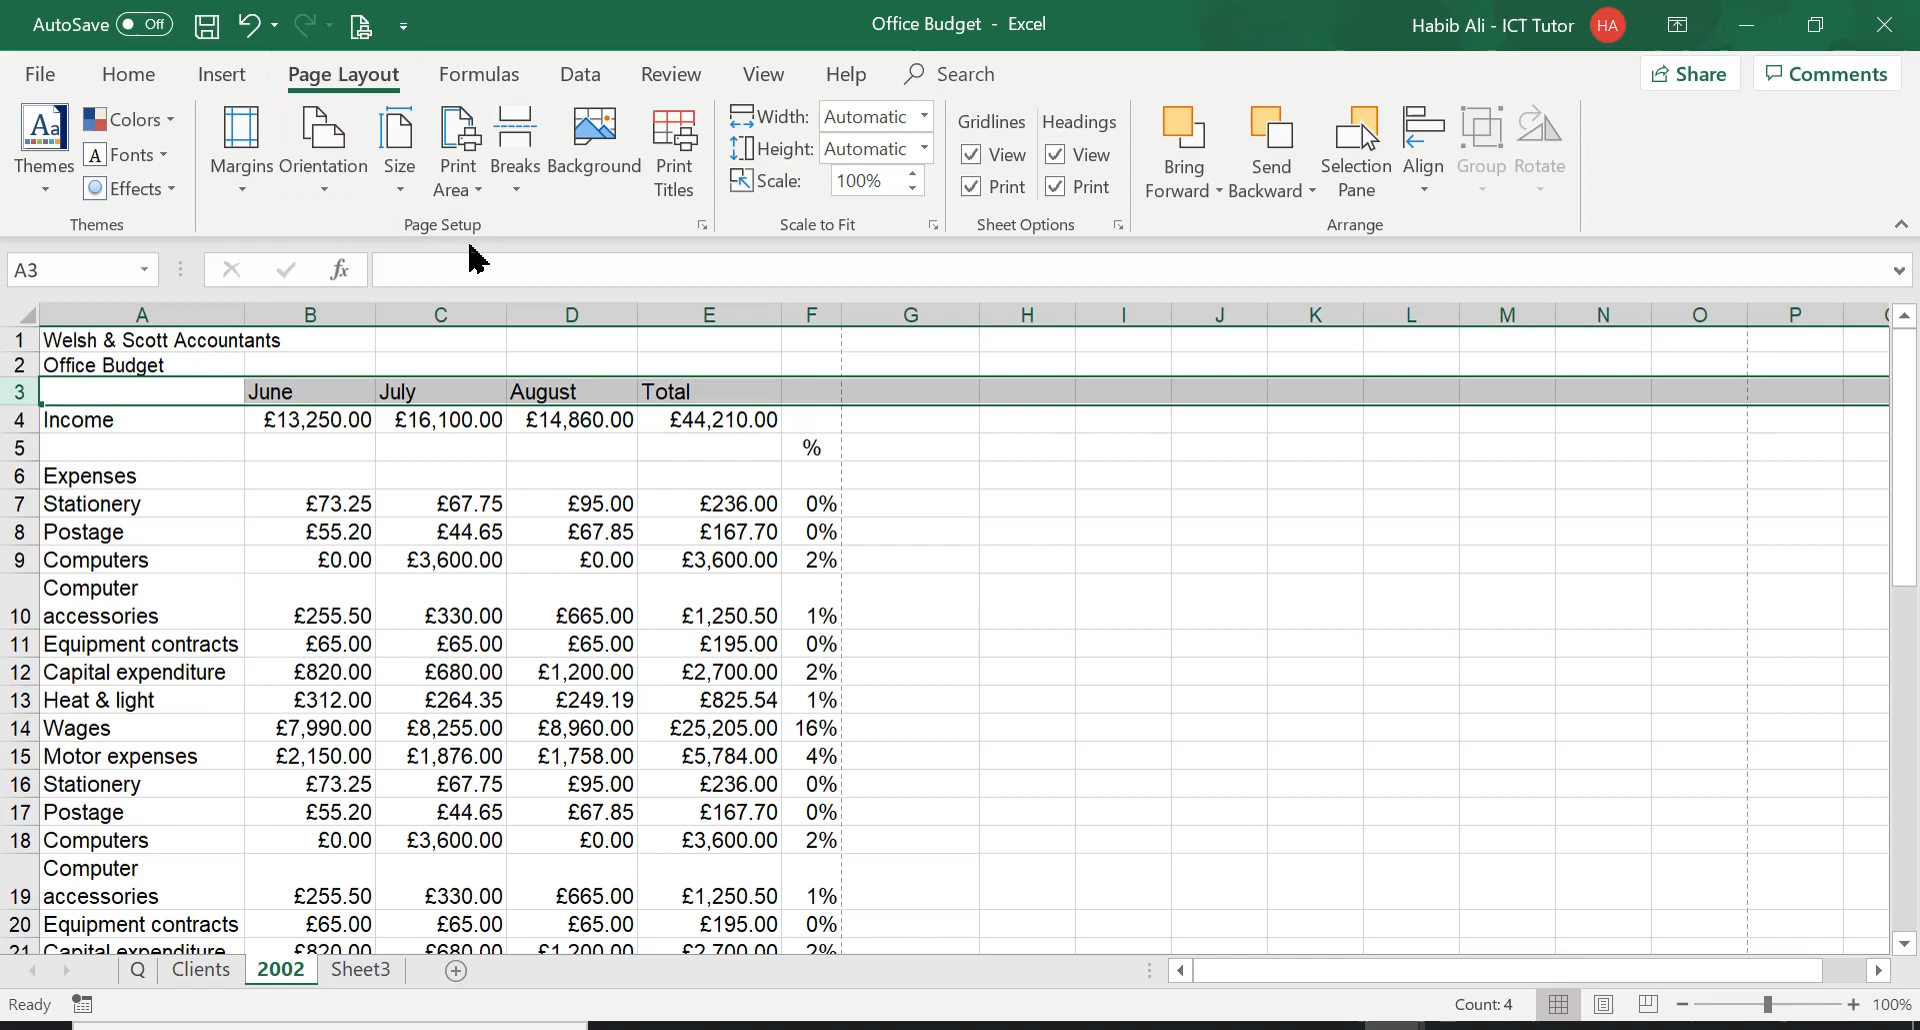 AutoSave Off Office Budget - Excel Habib Ali - ICT Tutor HA
File Home Insert Page Layout Formulas Data Review View Help Search Share Comments
Themes Colors Fonts Effects
Margins Orientation Size Print Area Breaks Background Print Titles
Width: Automatic
Height: Automatic
Scale: 100%
Gridlines Headings
View View
Print Print
Bring Forward Send Backward Selection Pane Align Group Rotate
Themes Page Setup Scale to Fit Sheet Options Arrange
A3 fx
A B C D E F G H I J K L M N O P
1 Welsh & Scott Accountants
2 Office Budget
3 June July August Total
4 Income £13,250.00 £16,100.00 £14,860.00 £44,210.00
5 %
6 Expenses
7 Stationery £73.25 £67.75 £95.00 £236.00 0%
8 Postage £55.20 £44.65 £67.85 £167.70 0%
9 Computers £0.00 £3,600.00 £0.00 £3,600.00 2%
Computer
10 accessories £255.50 £330.00 £665.00 £1,250.50 1%
11 Equipment contracts £65.00 £65.00 £65.00 £195.00 0%
12 Capital expenditure £820.00 £680.00 £1,200.00 £2,700.00 2%
13 Heat & light £312.00 £264.35 £249.19 £825.54 1%
14 Wages £7,990.00 £8,255.00 £8,960.00 £25,205.00 16%
15 Motor expenses £2,150.00 £1,876.00 £1,758.00 £5,784.00 4%
16 Stationery £73.25 £67.75 £95.00 £236.00 0%
17 Postage £55.20 £44.65 £67.85 £167.70 0%
18 Computers £0.00 £3,600.00 £0.00 £3,600.00 2%
Computer
19 accessories £255.50 £330.00 £665.00 £1,250.50 1%
20 Equipment contracts £65.00 £65.00 £65.00 £195.00 0%
21 Capital expenditure £820.00 £680.00 £1,200.00 £2,700.00 2%
Q Clients 2002 Sheet3
Ready Count: 4 100%